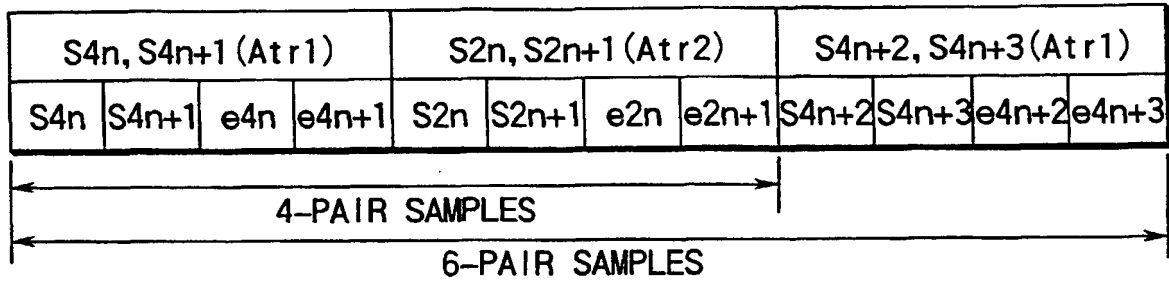 S4n, S4n+1(Atr1) S2n, S2n+1(Atr2) S4n+2, S4n+3(Atr1)
S4n S4n+1 e4n e4n+1 S2n S2n+1 e2n e2n+1 S4n+2 S4n+3 e4n+2 e4n+3
4-PAIR SAMPLES
6-PAIR SAMPLES